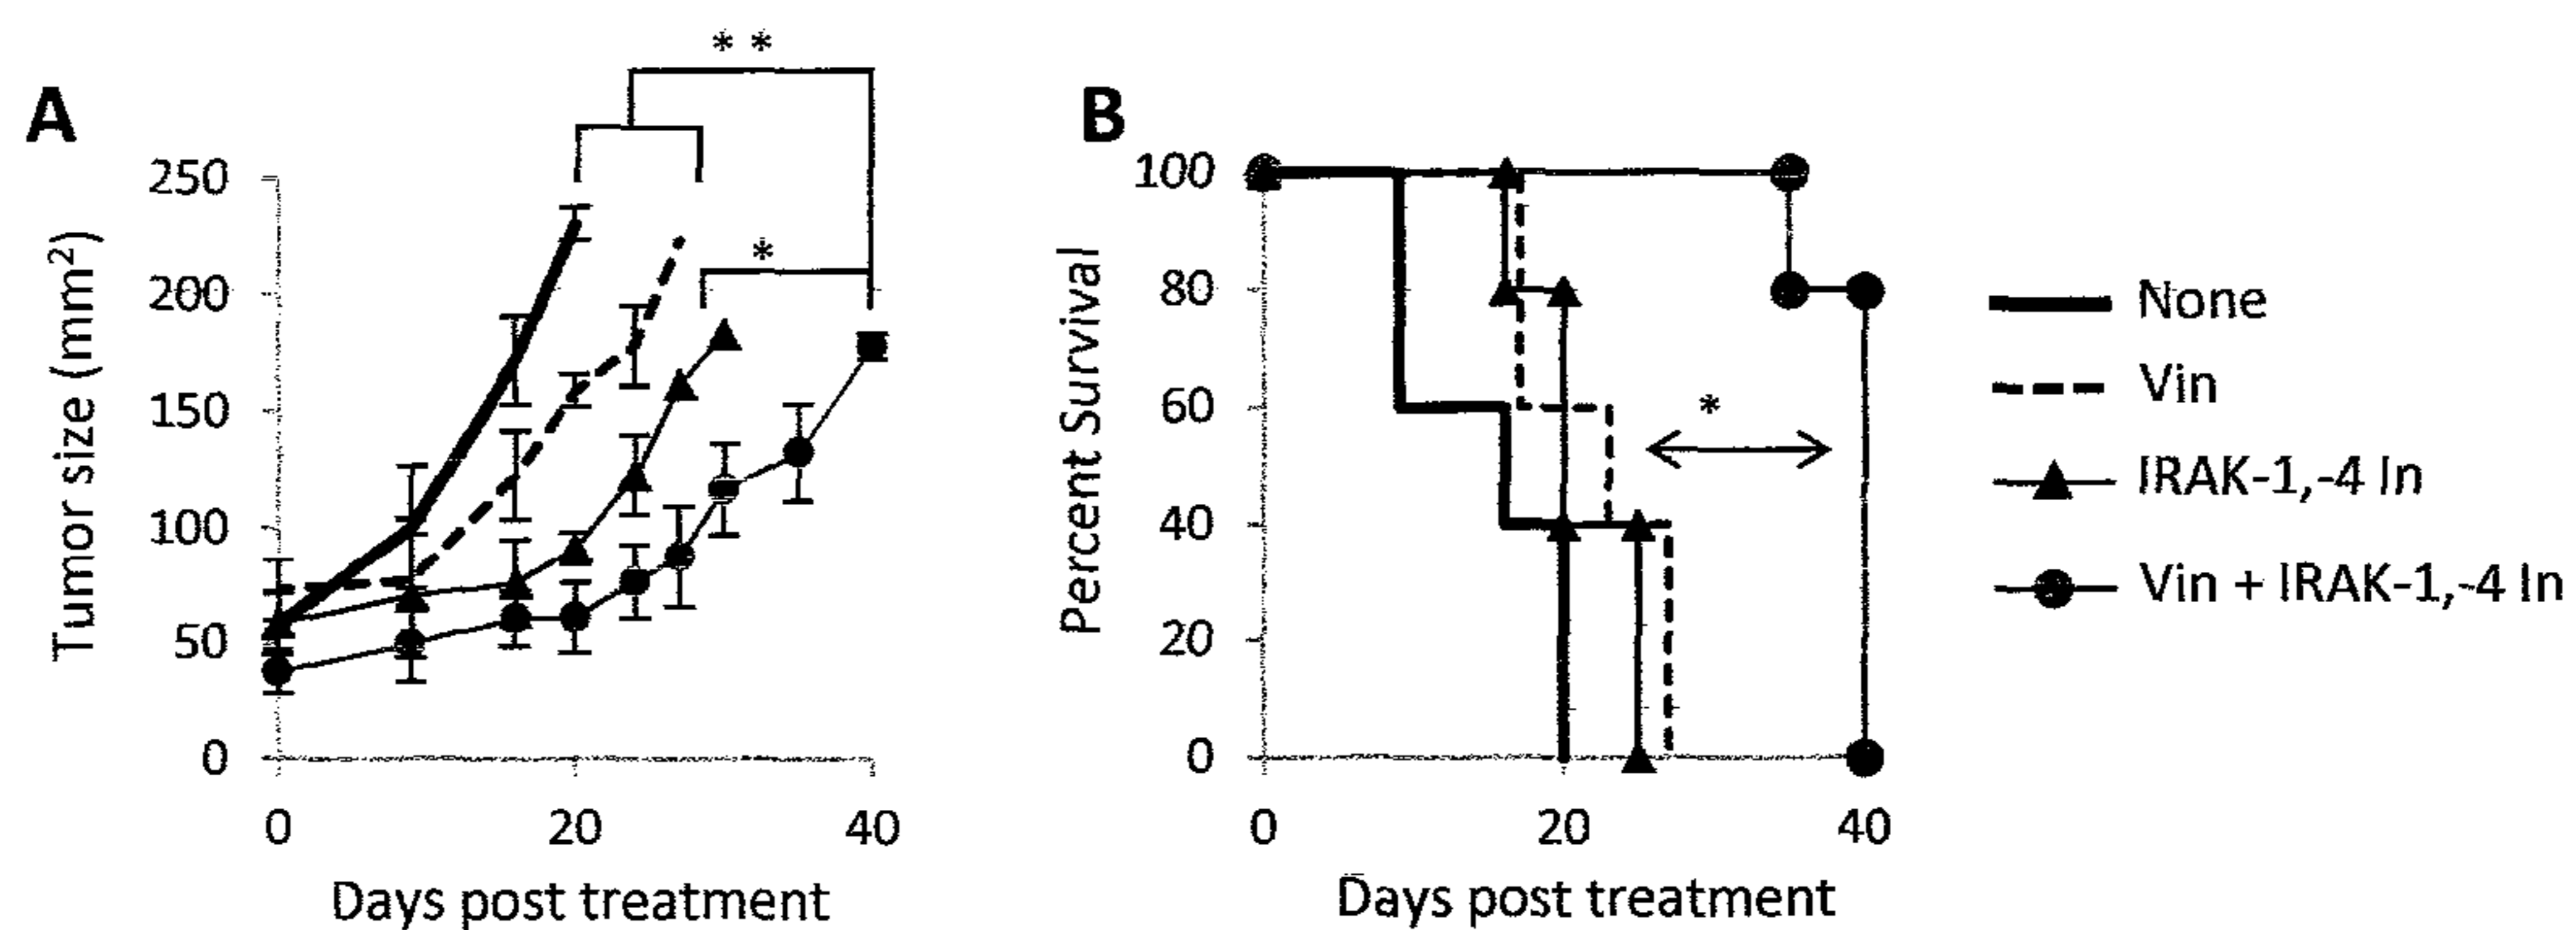 A
* *
250
200
150
100
50
0
*
Tumor size (mm²)
0 20 40
Days post treatment
B
100
80
60
40
20
0
*
Percent Survival
0 20 40
Days post treatment
None
Vin
IRAK-1,-4 In
Vin + IRAK-1,-4 In